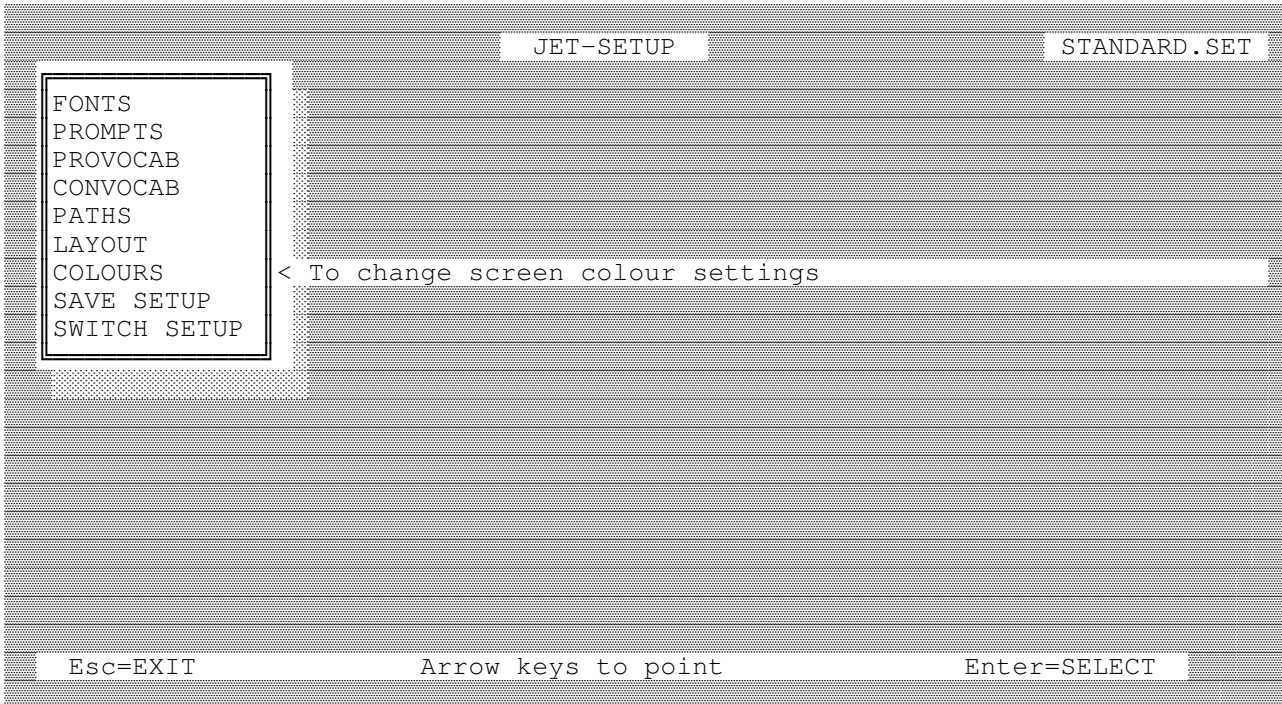 JET-SETUP STANDARD.SET
FONTS
PROMPTS
PROVOCAB
CONVOCAB
PATHS
LAYOUT
COLOURS < To change screen colour settings
SAVE SETUP
SWITCH SETUP
Esc=EXIT Arrow keys to point Enter=SELECT